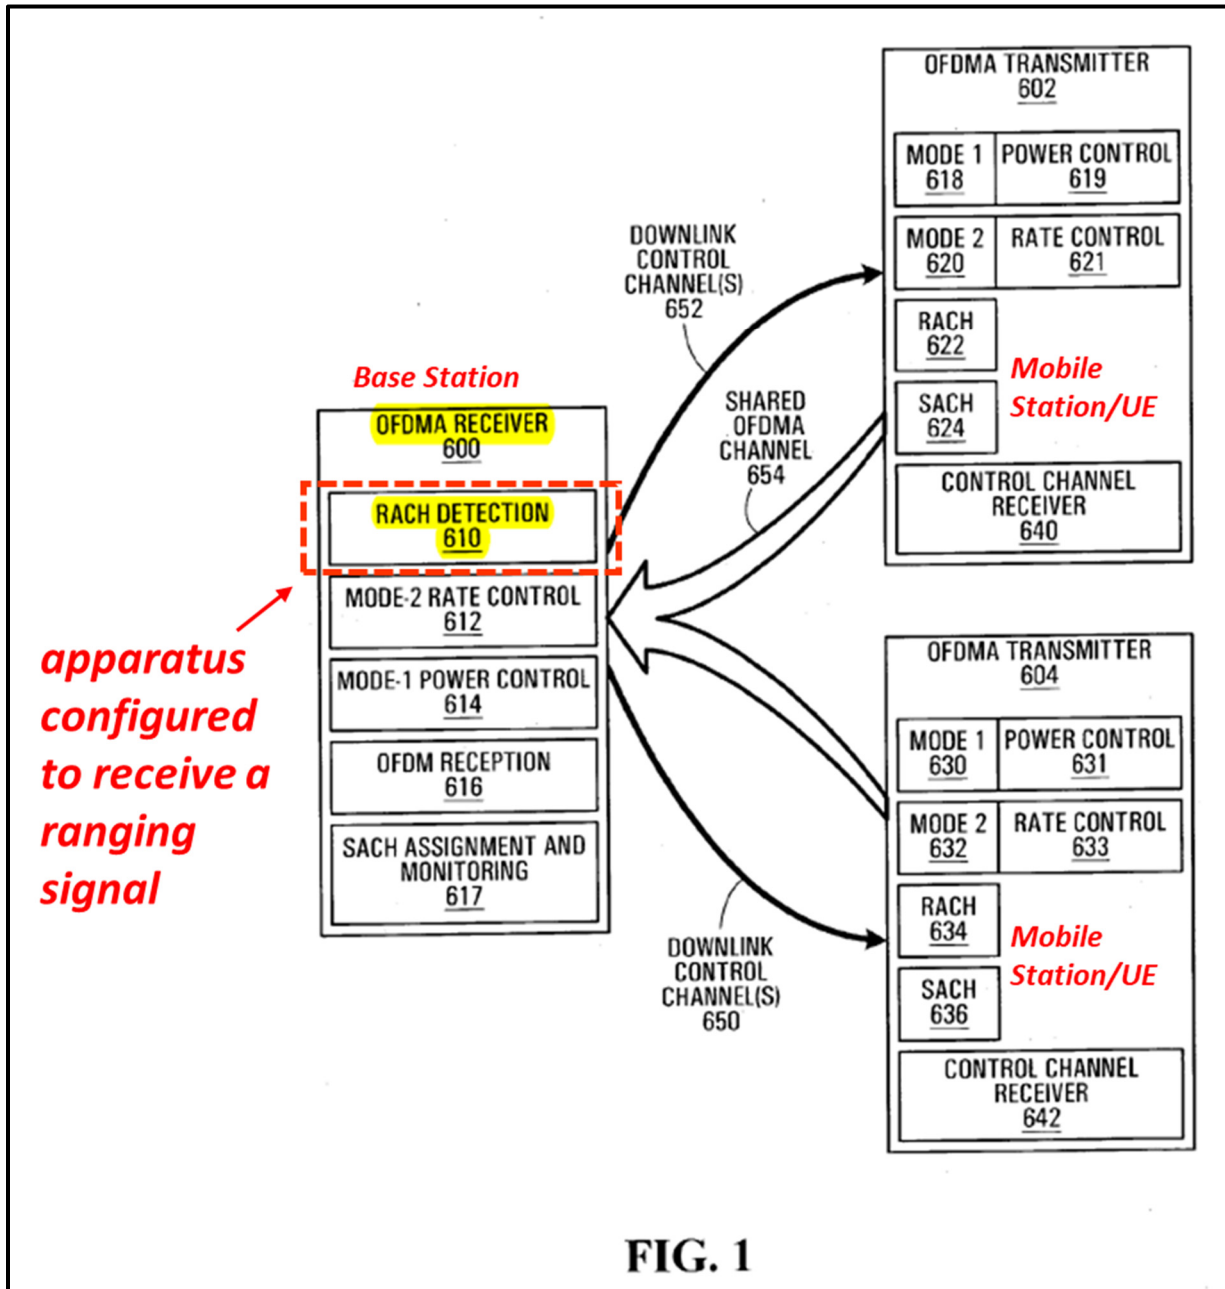 OFDMA TRANSMITTER
602
MODE 1
618
POWER CONTROL
619
MODE 2
620
RATE CONTROL
621
RACH
622
Mobile
Station/UE
SACH
624
CONTROL CHANNEL
RECEIVER
640
DOWNLINK
CONTROL
CHANNEL(S)
652
SHARED
OFDMA
CHANNEL
654
Base Station
OFDMA RECEIVER
600
RACH DETECTION
610
MODE-2 RATE CONTROL
612
MODE-1 POWER CONTROL
614
OFDM RECEPTION
616
SACH ASSIGNMENT AND
MONITORING
617
apparatus
configured
to receive a
ranging
signal
OFDMA TRANSMITTER
604
MODE 1
630
POWER CONTROL
631
MODE 2
632
RATE CONTROL
633
RACH
634
Mobile
Station/UE
SACH
636
CONTROL CHANNEL
RECEIVER
642
DOWNLINK
CONTROL
CHANNEL(S)
650
FIG. 1